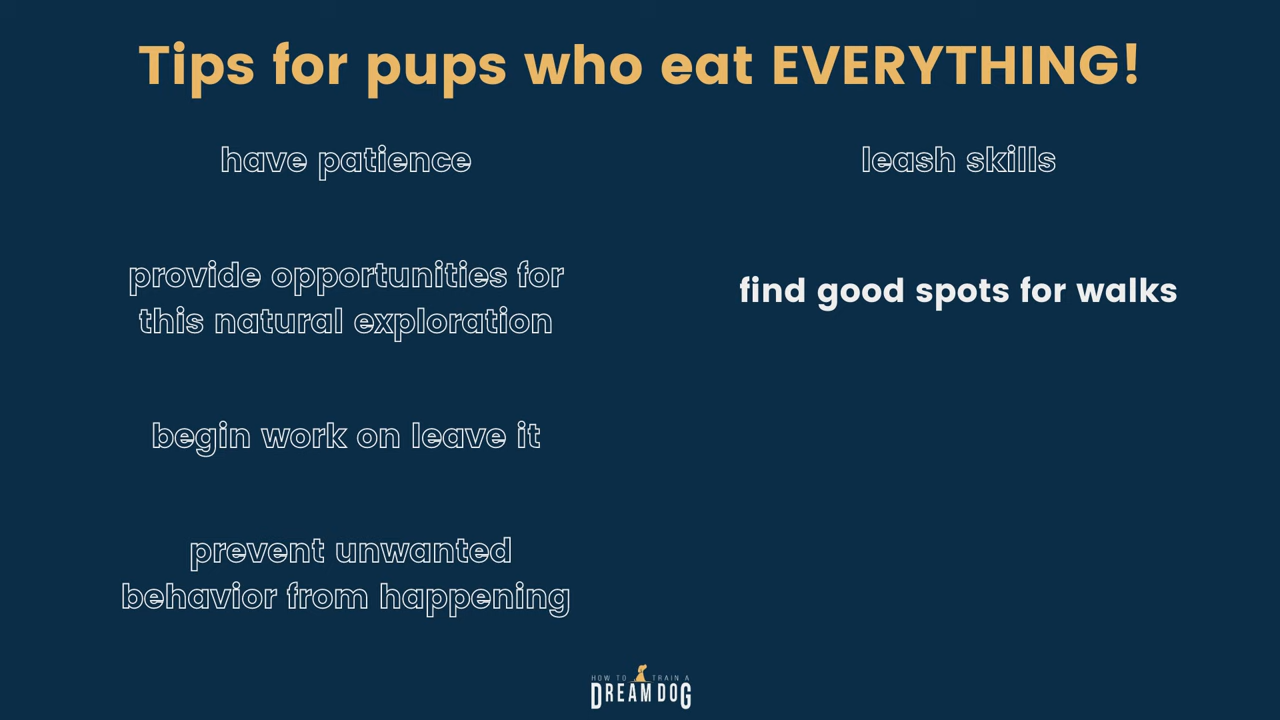 Tips for pups who eat EVERYTHING!
have patience
provide opportunities for
this natural exploration
begin work on leave it
prevent unwanted
behavior from happening
leash skills
find good spots for walks
HOW TO TRAIN A
DREAM DOG